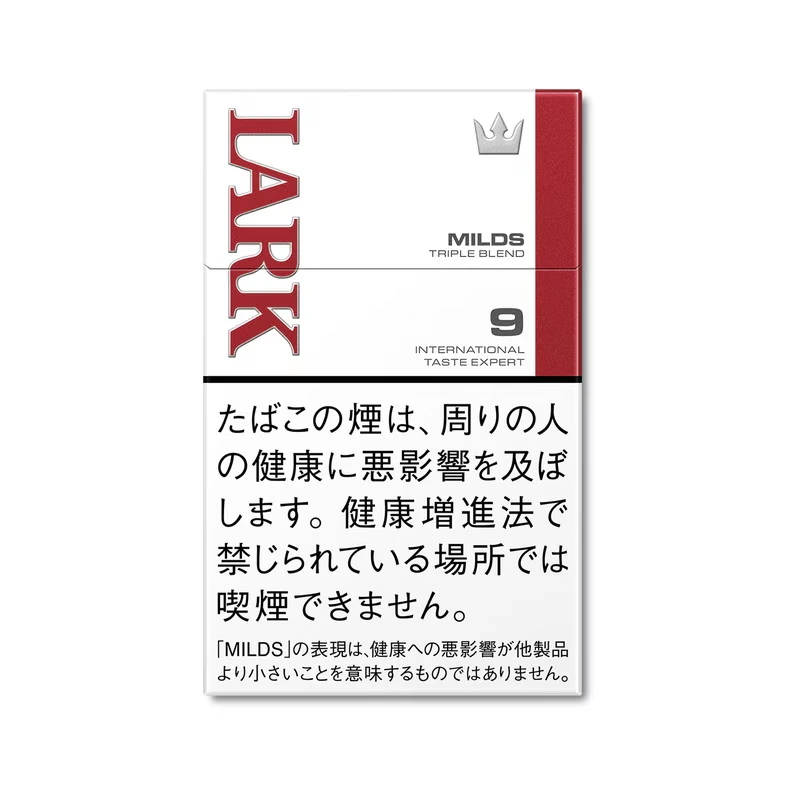 LARK
MILDS
TRIPLE BLEND
9
INTERNATIONAL
TASTE EXPERT
たばこの煙は、周りの人
の健康に悪影響を及ぼ
します。健康増進法で
禁じられている場所では
喫煙できません。
「MILDS」の表現は、健康への悪影響が他製品
より小さいことを意味するものではありません。